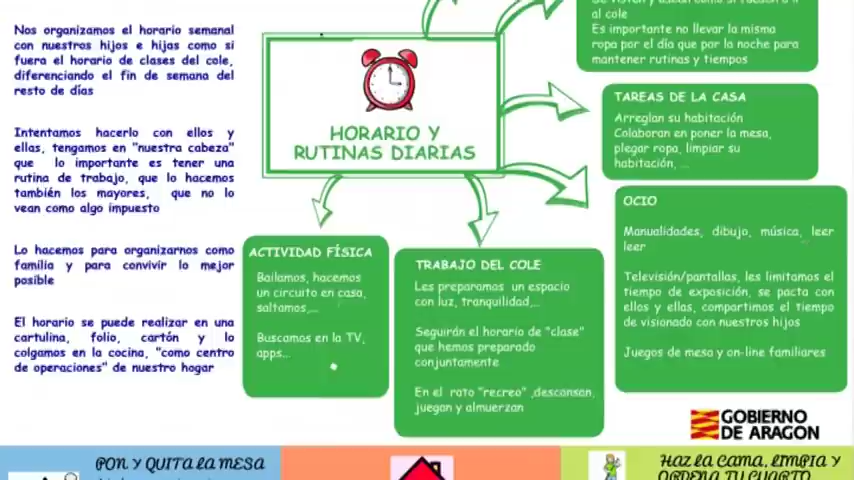 Nos organizamos el horario semanal
con nuestros hijos e hijas como si
fuera el horario de clases del cole,
diferenciando el fin de semana del
resto de días
Intentamos hacerlo con ellos y
ellas, tengamos en "nuestra cabeza"
que lo importante es tener una
rutina de trabajo, que lo hacemos
también los mayores, que no lo
vean como algo impuesto
Lo hacemos para organizarnos como
familia y para convivir lo mejor
posible
El horario se puede realizar en una
cartulina, folio, cartón y lo
colgamos en la cocina, "como centro
de operaciones" de nuestro hogar
HORARIO Y
RUTINAS DIARIAS
al cole
Es importante no llevar la misma
ropa por el día que por la noche para
mantener rutinas y tiempos
TAREAS DE LA CASA
Arreglan su habitación
Colaboran en poner la mesa,
plegar ropa, limpiar su
habitación, ...
OCIO
Manualidades, dibujo, música, leer
leer
Televisión/pantallas, les limitamos el
tiempo de exposición, se pacta con
ellos y ellas, compartimos el tiempo
de visionado con nuestros hijos
Juegos de mesa y on-line familiares
ACTIVIDAD FÍSICA
Bailamos, hacemos
un circuito en casa,
saltamos,...
Buscamos en la TV,
apps...
TRABAJO DEL COLE
Les preparamos un espacio
con luz, tranquilidad,...
Seguirán el horario de "clase"
que hemos preparado
conjuntamente
En el rato "recreo" ,descansan,
juegan y almuerzan
GOBIERNO
DE ARAGON
PON Y QUITA LA MESA
HAZ LA CAMA, LIMPIA Y
ORDENA TU CUARTO